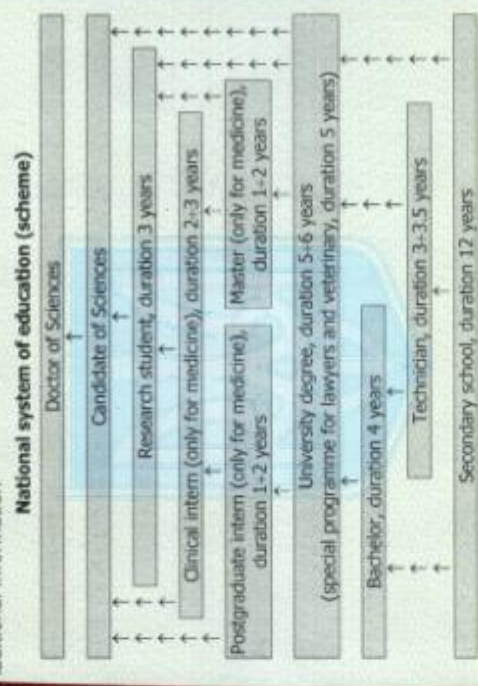 National system of education (scheme)
Doctor of Sciences
Candidate of Sciences
Research student, duration 3 years
Clinical intern (only for medicine), duration 2÷3 years
Postgraduate intern (only for medicine),
duration 1÷2 years
Master (only for medicine),
duration 1÷2 years
University degree, duration 5÷6 years
(special programme for lawyers and veterinary, duration 5 years)
Bachelor, duration 4 years
Technician, duration 3-3.5 years
Secondary school, duration 12 years